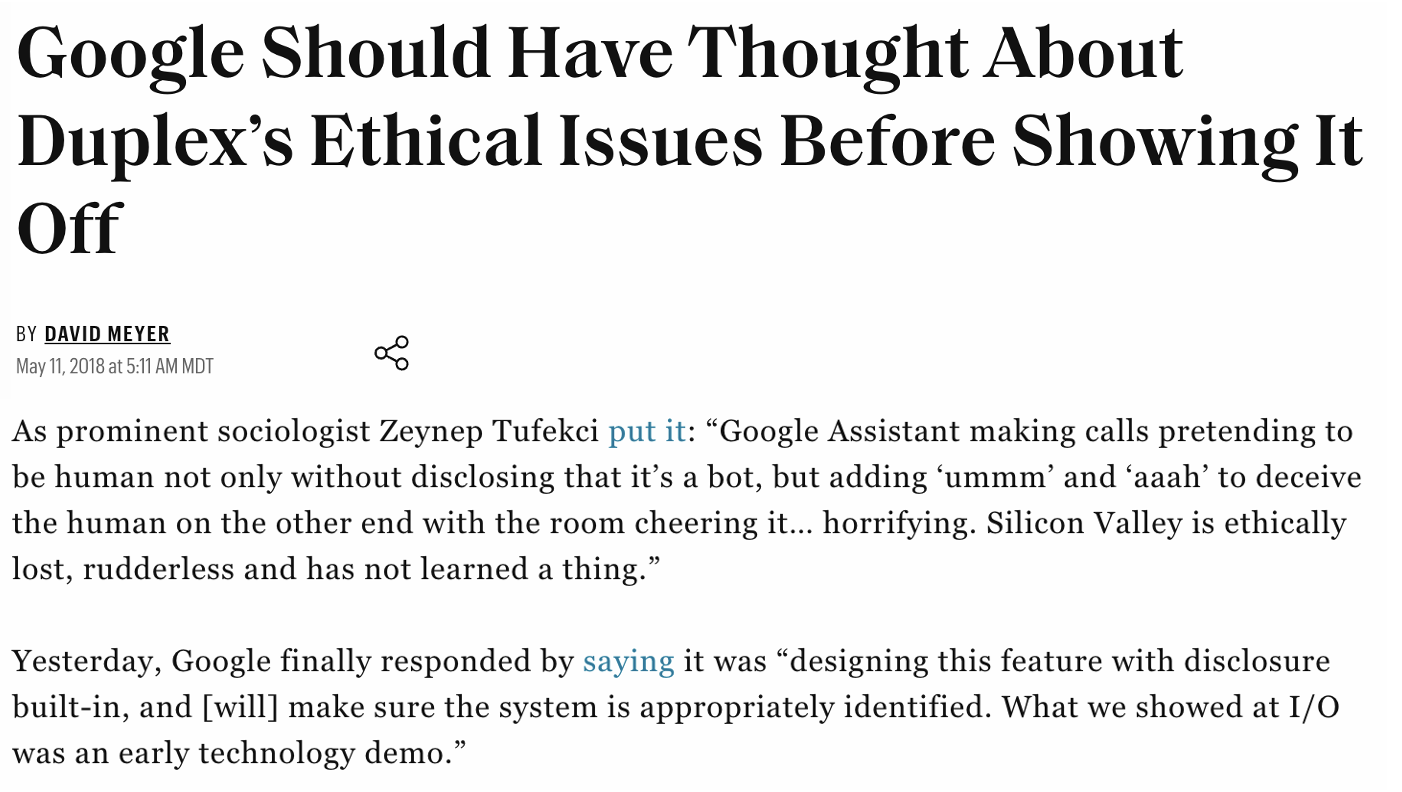 Google Should Have Thought About
Duplex’s Ethical Issues Before Showing It
Off
BY DAVID MEYER
May 11, 2018 at 5:11 AM MDT
As prominent sociologist Zeynep Tufekci put it: “Google Assistant making calls pretending to
be human not only without disclosing that it’s a bot, but adding ‘ummm’ and ‘aaah’ to deceive
the human on the other end with the room cheering it… horrifying. Silicon Valley is ethically
lost, rudderless and has not learned a thing.”
Yesterday, Google finally responded by saying it was “designing this feature with disclosure
built-in, and [will] make sure the system is appropriately identified. What we showed at I/O
was an early technology demo.”